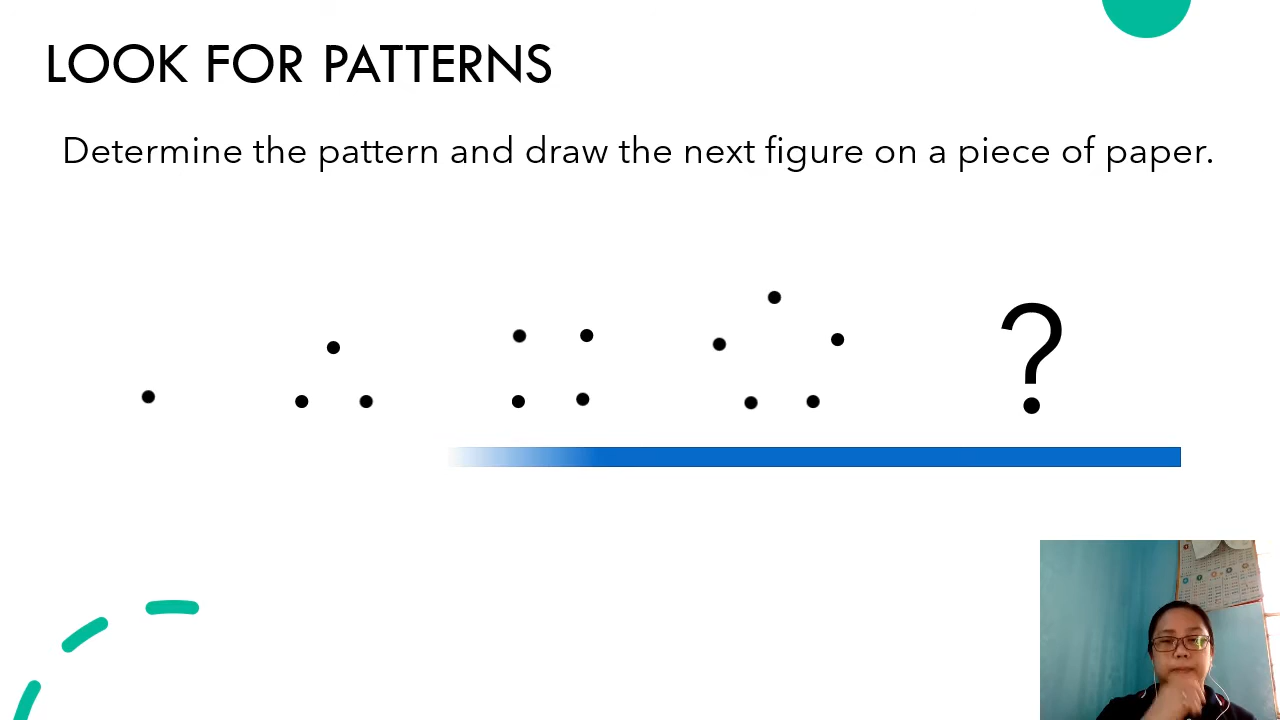 LOOK FOR PATTERNS
Determine the pattern and draw the next figure on a piece of paper.
?